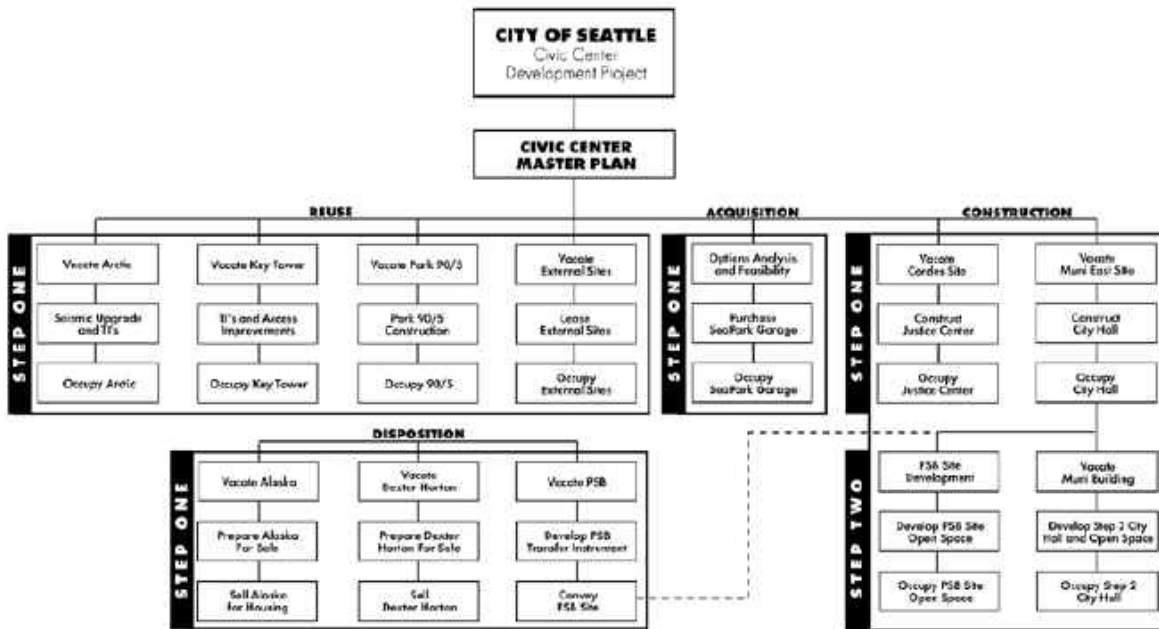 CITY OF SEATTLE
Civic Center
Development Project
CIVIC CENTER
MASTER PLAN
REUSE
ACQUISITION
CONSTRUCTION
STEP ONE
Vacate Arctic
Seismic Upgrade
and TI's
Occupy Arctic
Vacate Key Tower
TI's and Access
Improvements
Occupy Key Tower
Vacate Park 90/5
Park 90/5
Construction
Occupy 90/5
Vacate
External Sites
Lease
External Sites
Occupy
External Sites
STEP ONE
Options Analysis
and Feasibility
Purchase
SeaPark Garage
Occupy
SeaPark Garage
STEP ONE
Vacate
Cordes Site
Construct
Justice Center
Occupy
Justice Center
Vacate
Muni East Site
Construct
City Hall
Occupy
City Hall
DISPOSITION
STEP ONE
Vacate Alaska
Prepare Alaska
For Sale
Sell Alaska
for Housing
Vacate
Dexter Horton
Prepare Dexter
Horton For Sale
Sell
Dexter Horton
Vacate PSB
Develop PSB
Transfer Instrument
Convey
PSB Site
STEP TWO
PSB Site
Development
Develop PSB Site
Open Space
Occupy PSB Site
Open Space
Vacate
Muni Building
Develop Step 2 City
Hall and Open Space
Occupy Step 2
City Hall